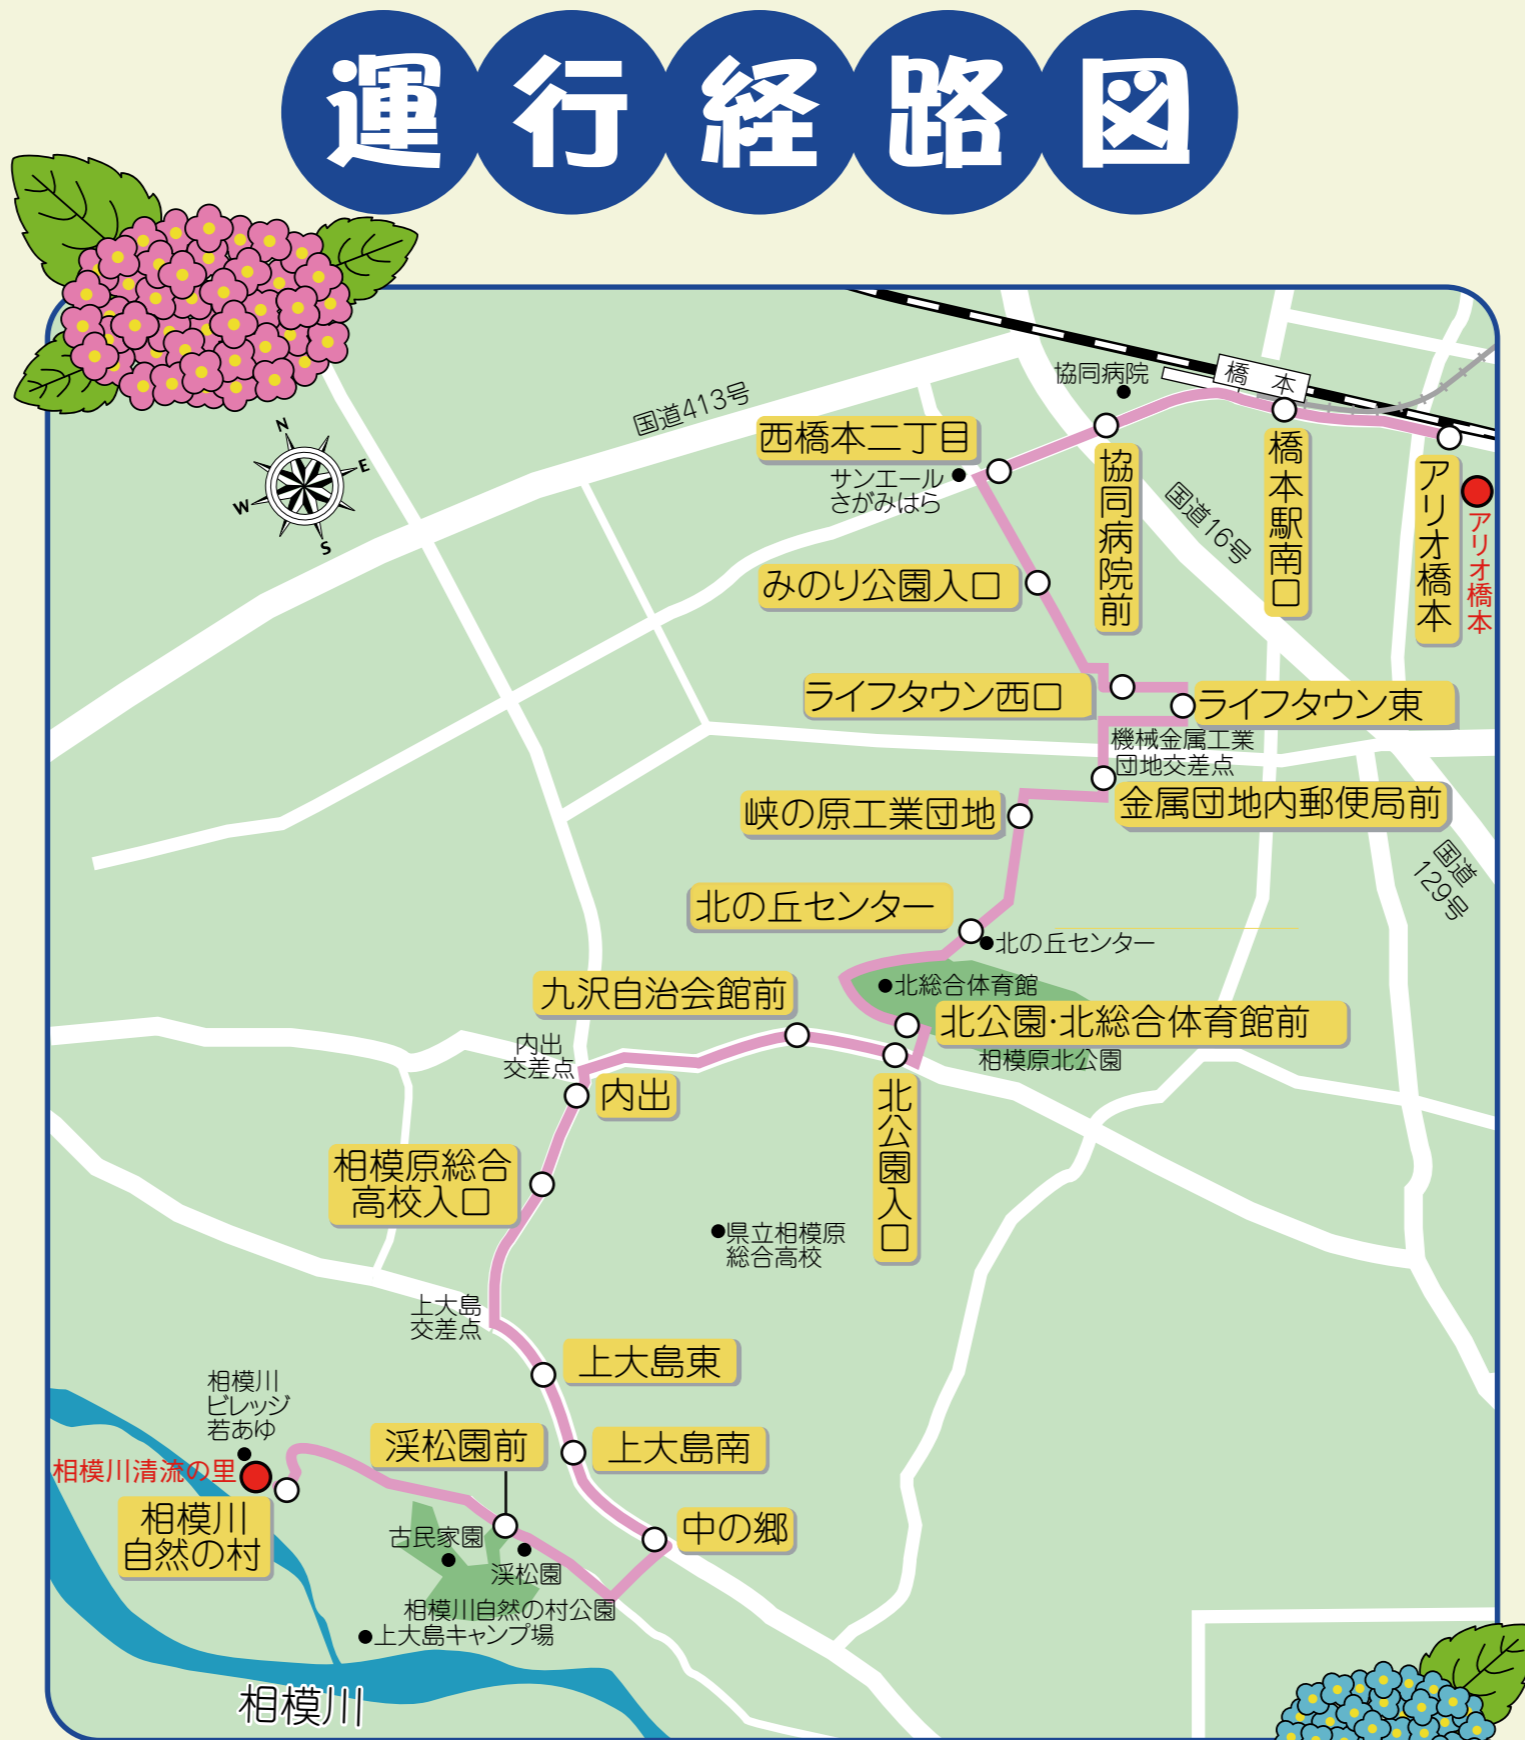 運行経路図
N
E
W
S
国道413号
協同病院
橋本
西橋本二丁目
サンエール
さがみはら
協同病院前
国道16号
橋本駅南口
アリオ橋本
アリオ橋本
みのり公園入口
ライフタウン西口
ライフタウン東
機械金属工業
団地交差点
金属団地内郵便局前
峡の原工業団地
国道
129号
北の丘センター
北の丘センター
北総合体育館
九沢自治会館前
北公園・北総合体育館前
相模原北公園
内出
交差点
内出
北公園入口
相模原総合
高校入口
県立相模原
総合高校
上大島
交差点
上大島東
相模川
ビレッジ
若あゆ
渓松園前
上大島南
相模川清流の里
相模川
自然の村
中の郷
古民家園
渓松園
相模川自然の村公園
上大島キャンプ場
相模川